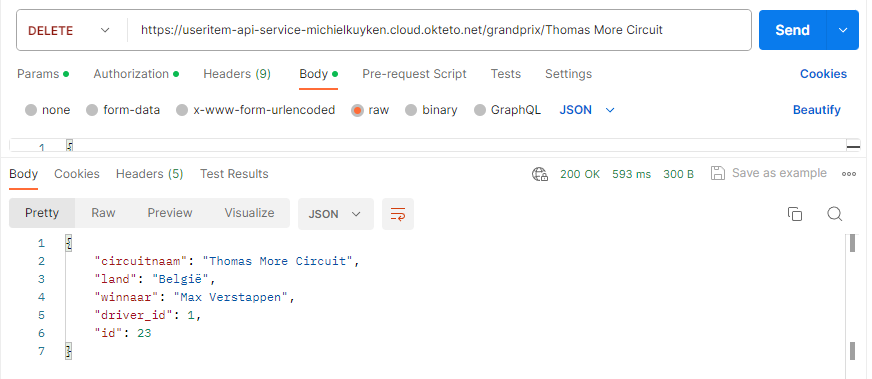 DELETE https://useritem-api-service-michielkuyken.cloud.okteto.net/grandprix/Thomas More Circuit Send
Params Authorization Headers (9) Body Pre-request Script Tests Settings Cookies
none form-data x-www-form-urlencoded raw binary GraphQL JSON Beautify
1 {
Body Cookies Headers (5) Test Results 200 OK 593 ms 300 B Save as example
Pretty Raw Preview Visualize JSON
1 {
2 "circuitnaam": "Thomas More Circuit",
3 "land": "België",
4 "winnaar": "Max Verstappen",
5 "driver_id": 1,
6 "id": 23
7 }